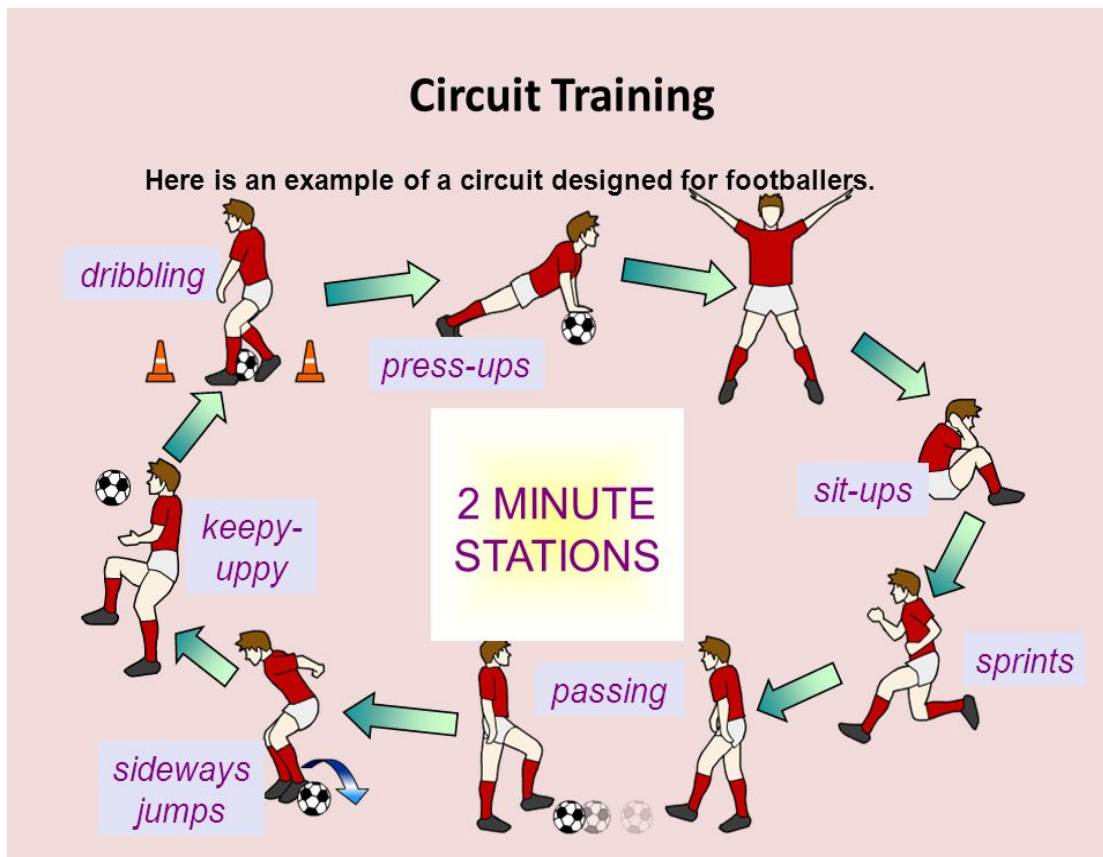 Circuit Training
Here is an example of a circuit designed for footballers.
dribbling
press-ups
sit-ups
2 MINUTE
STATIONS
keepy-
uppy
sprints
passing
sideways
jumps